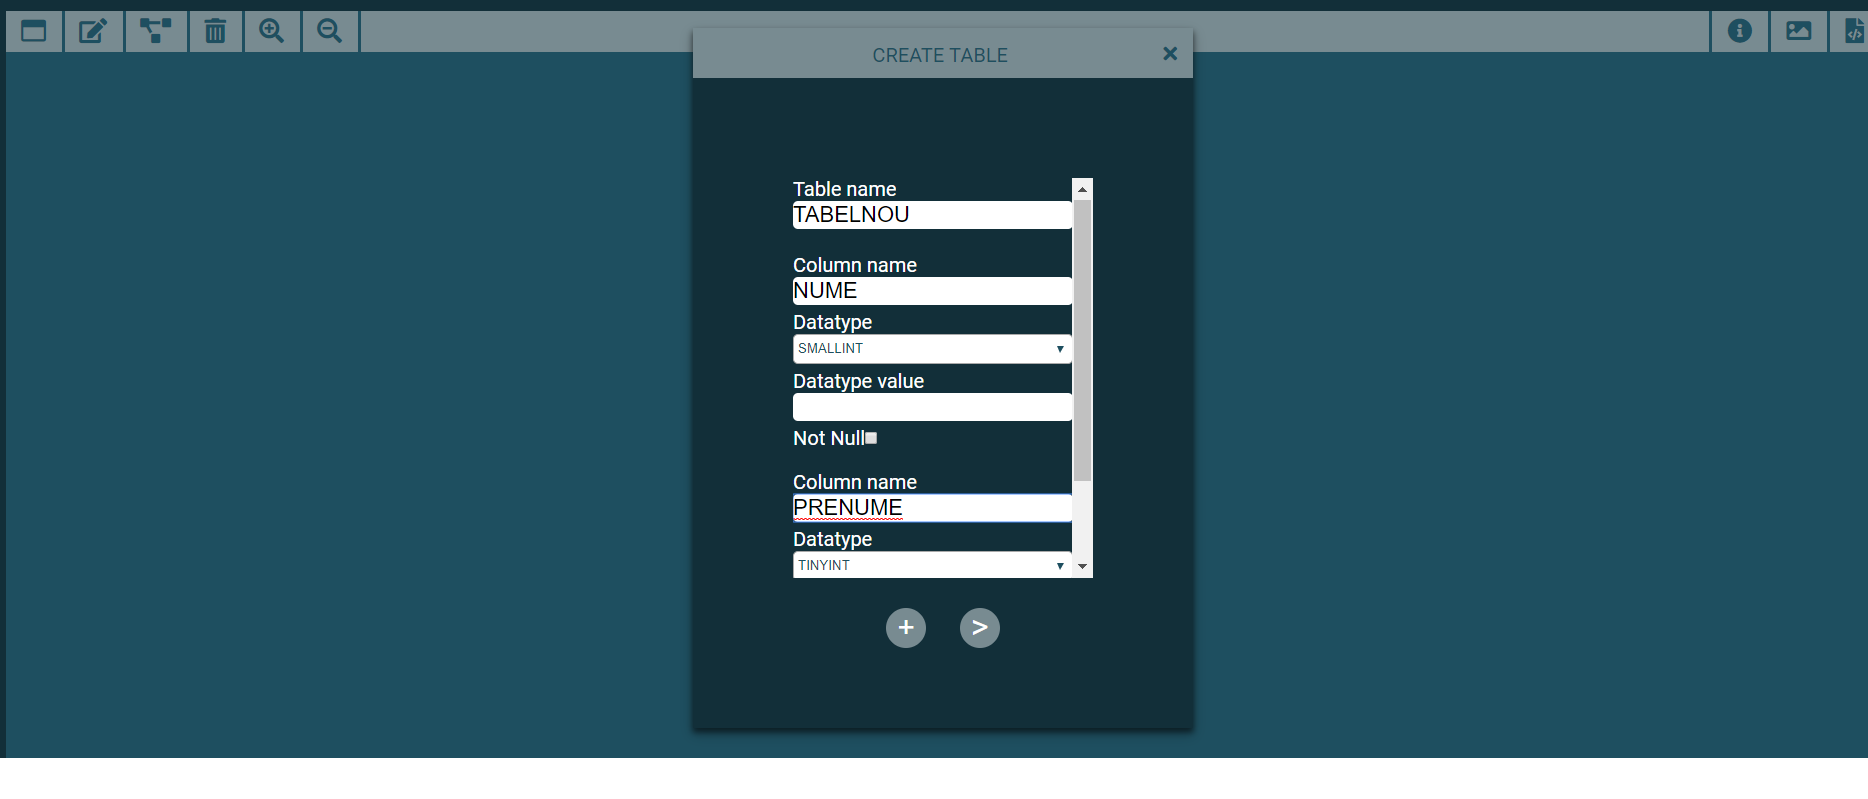 CREATE TABLE
Table name
TABELNOU
Column name
NUME
Datatype
SMALLINT
Datatype value
Not Null
Column name
PRENUME
Datatype
TINYINT
+ >